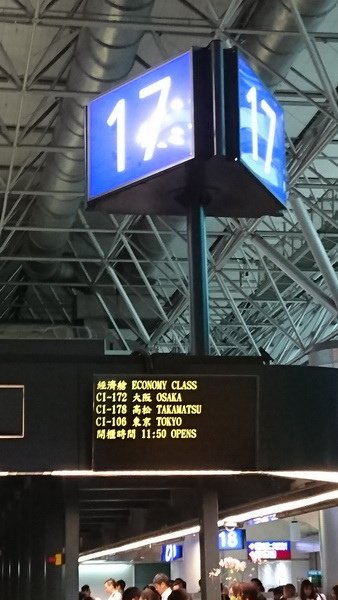 17
17
經濟艙 ECONOMY CLASS
CI-172 大阪 OSAKA
CI-178 高松 TAKAMATSU
CI-106 東京 TOKYO
開櫃時間 11:50 OPENS
18